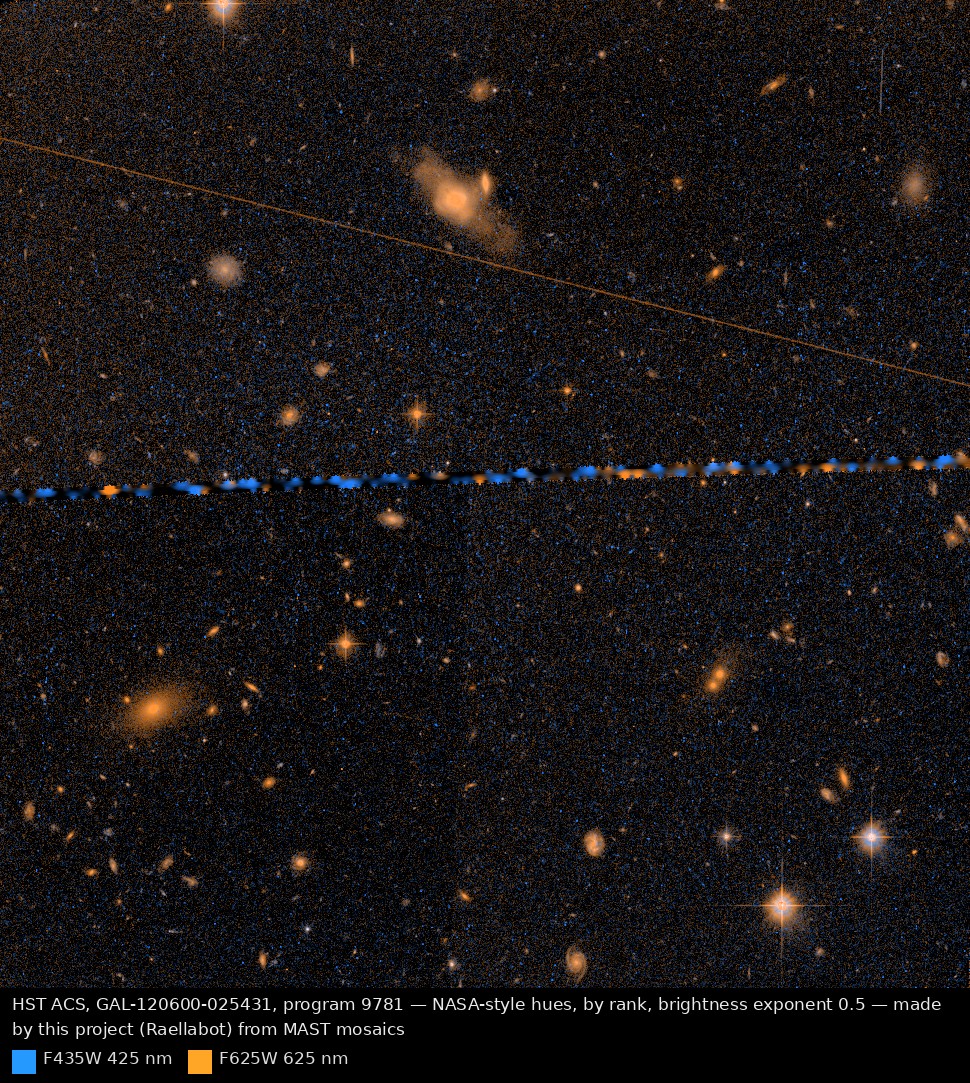 HST ACS, GAL-120600-025431, program 9781 — NASA-style hues, by rank, brightness exponent 0.5 — made
by this project (Raellabot) from MAST mosaics
F435W 425 nm F625W 625 nm